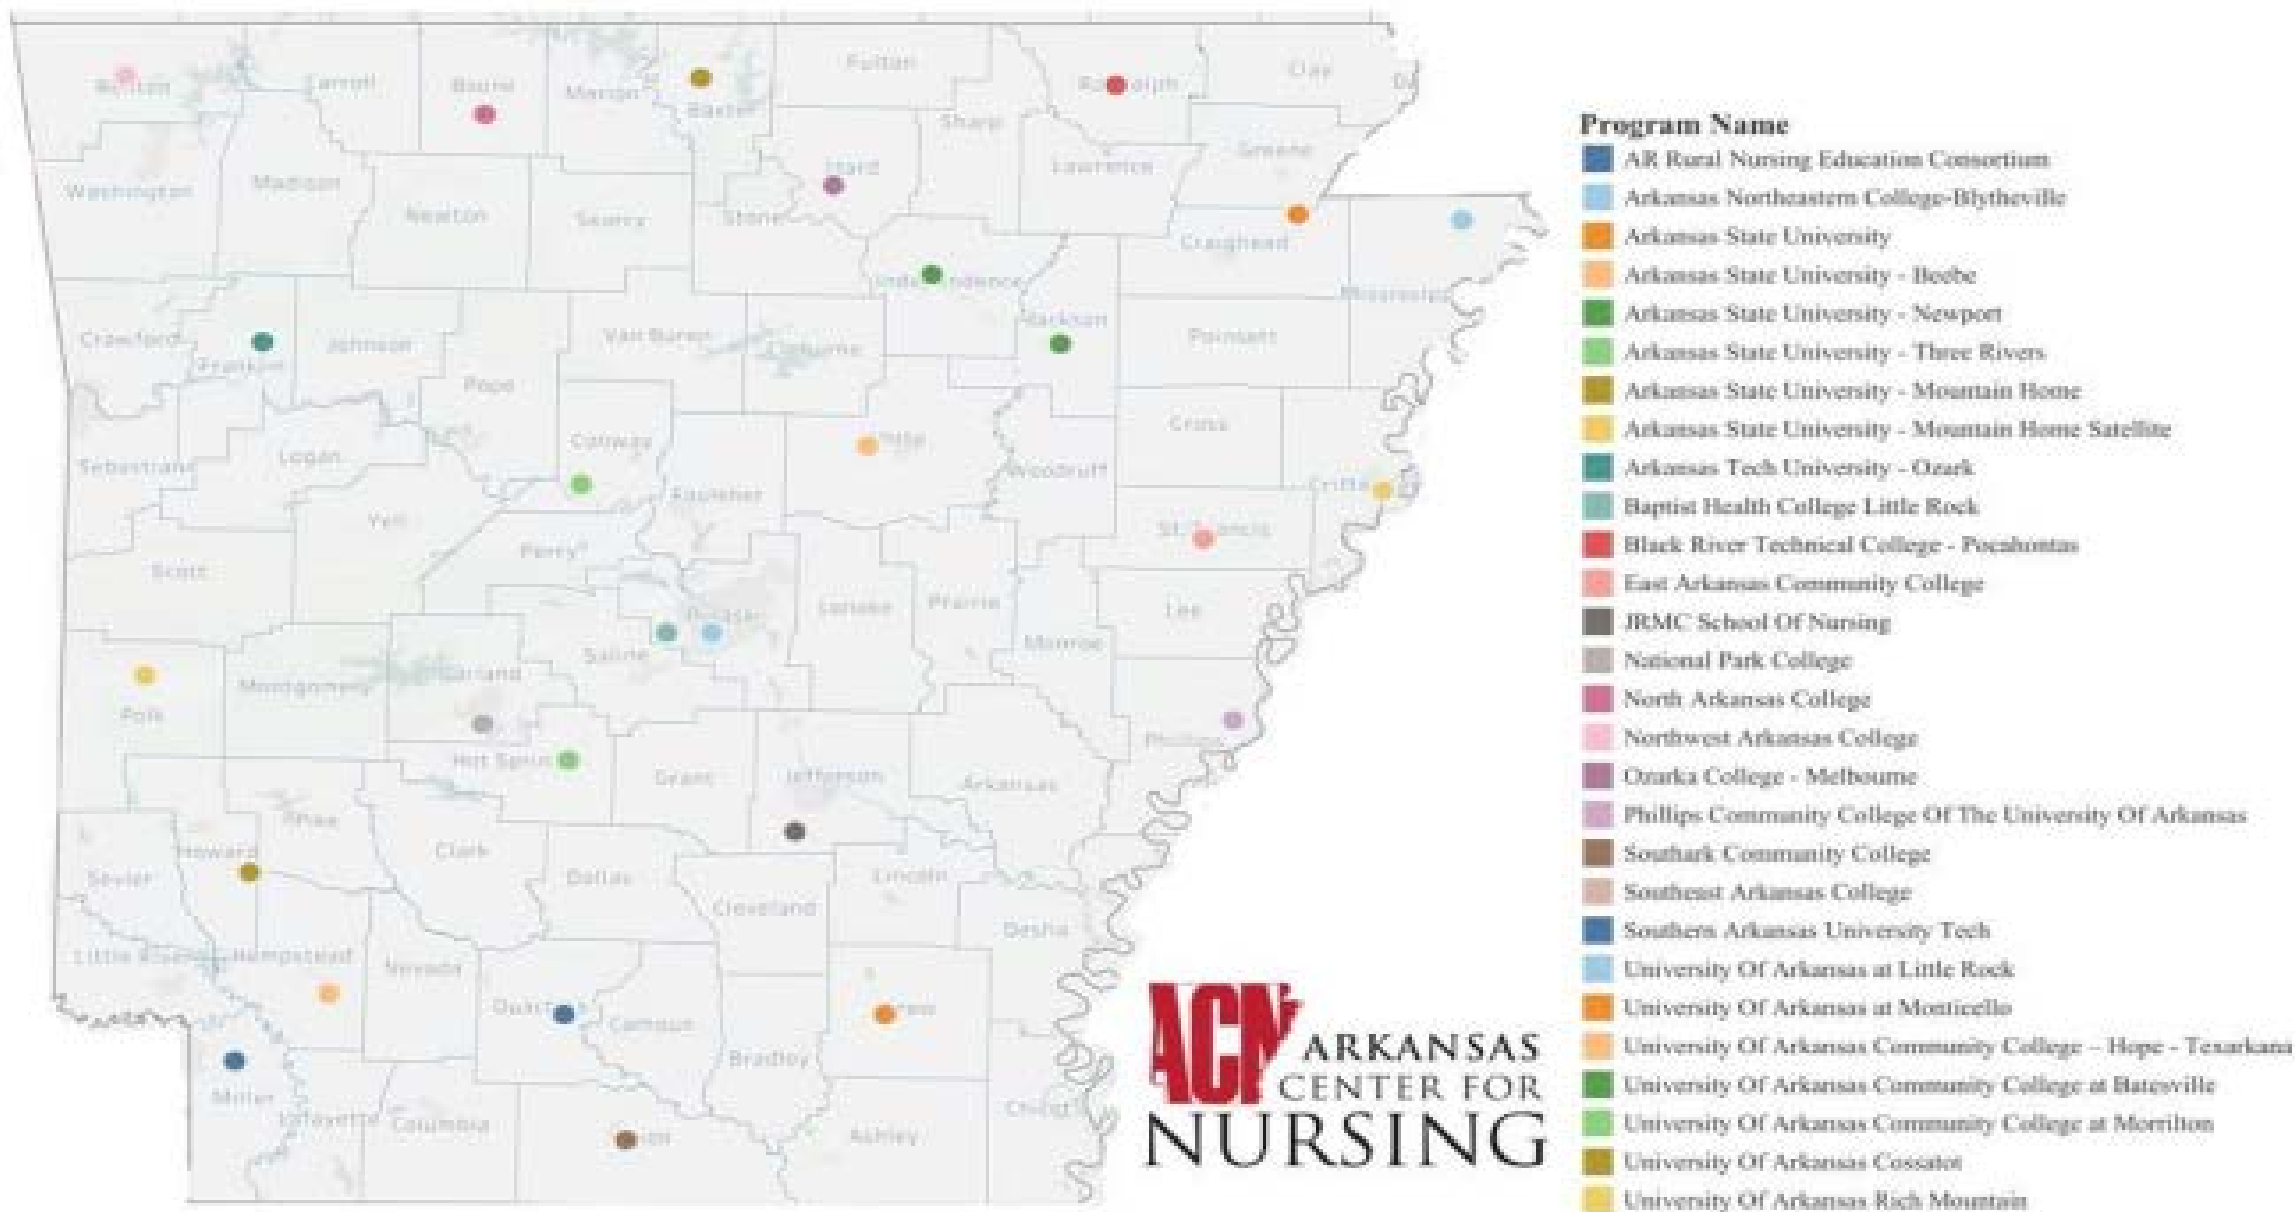 Benton
Carroll
Boone
Marion
Baxter
Fulton
Clay
Sharp
Izard
Lawrence
Greene
Washington
Madison
Newton
Searcy
Stone
Craighead
Mississippi
Crawford
Franklin
Johnson
Pope
Van Buren
Cleburne
Jackson
Poinsett
Sebastian
Logan
Conway
Faulkner
Woodruff
Cross
Scott
Yell
Perry
Lonoke
Prairie
Monroe
Lee
Polk
Montgomery
Garland
Saline
Pulaski
Hot Sprin
Grant
Jefferson
Arkansas
Phillips
Sevier
Howard
Pike
Clark
Dallas
Cleveland
Lincoln
Desha
Little River
Hempstead
Nevada
Calhoun
Bradley
Miller
Lafayette
Columbia
Ashley
Chicot
Program Name
AR Rural Nursing Education Consortium
Arkansas Northeastern College-Blytheville
Arkansas State University
Arkansas State University - Beebe
Arkansas State University - Newport
Arkansas State University - Three Rivers
Arkansas State University - Mountain Home
Arkansas State University - Mountain Home Satellite
Arkansas Tech University - Ozark
Baptist Health College Little Rock
Black River Technical College - Pocahontas
East Arkansas Community College
JRMC School Of Nursing
National Park College
North Arkansas College
Northwest Arkansas College
Ozarka College - Melbourne
Phillips Community College Of The University Of Arkansas
Southark Community College
Southeast Arkansas College
Southern Arkansas University Tech
University Of Arkansas at Little Rock
University Of Arkansas at Monticello
University Of Arkansas Community College – Hope - Texarkana
University Of Arkansas Community College at Batesville
University Of Arkansas Community College at Morrilton
University Of Arkansas Cossatot
University Of Arkansas Rich Mountain
ACN
ARKANSAS
CENTER FOR
NURSING